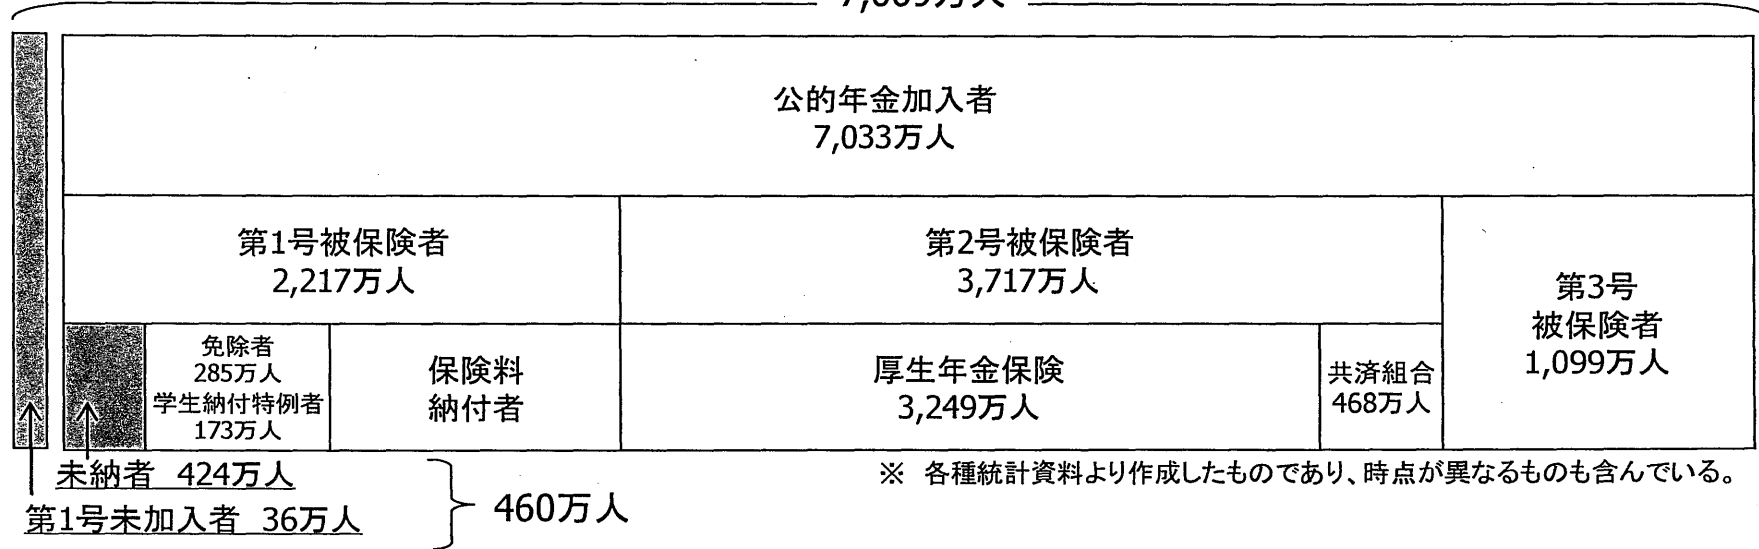 7,069万人
公的年金加入者
7,033万人
第1号被保険者
2,217万人
第2号被保険者
3,717万人
第3号
被保険者
1,099万人
免除者
285万人
学生納付特例者
173万人
保険料
納付者
厚生年金保険
3,249万人
共済組合
468万人
未納者 424万人
第1号未加入者 36万人
460万人
※ 各種統計資料より作成したものであり、時点が異なるものも含んでいる。